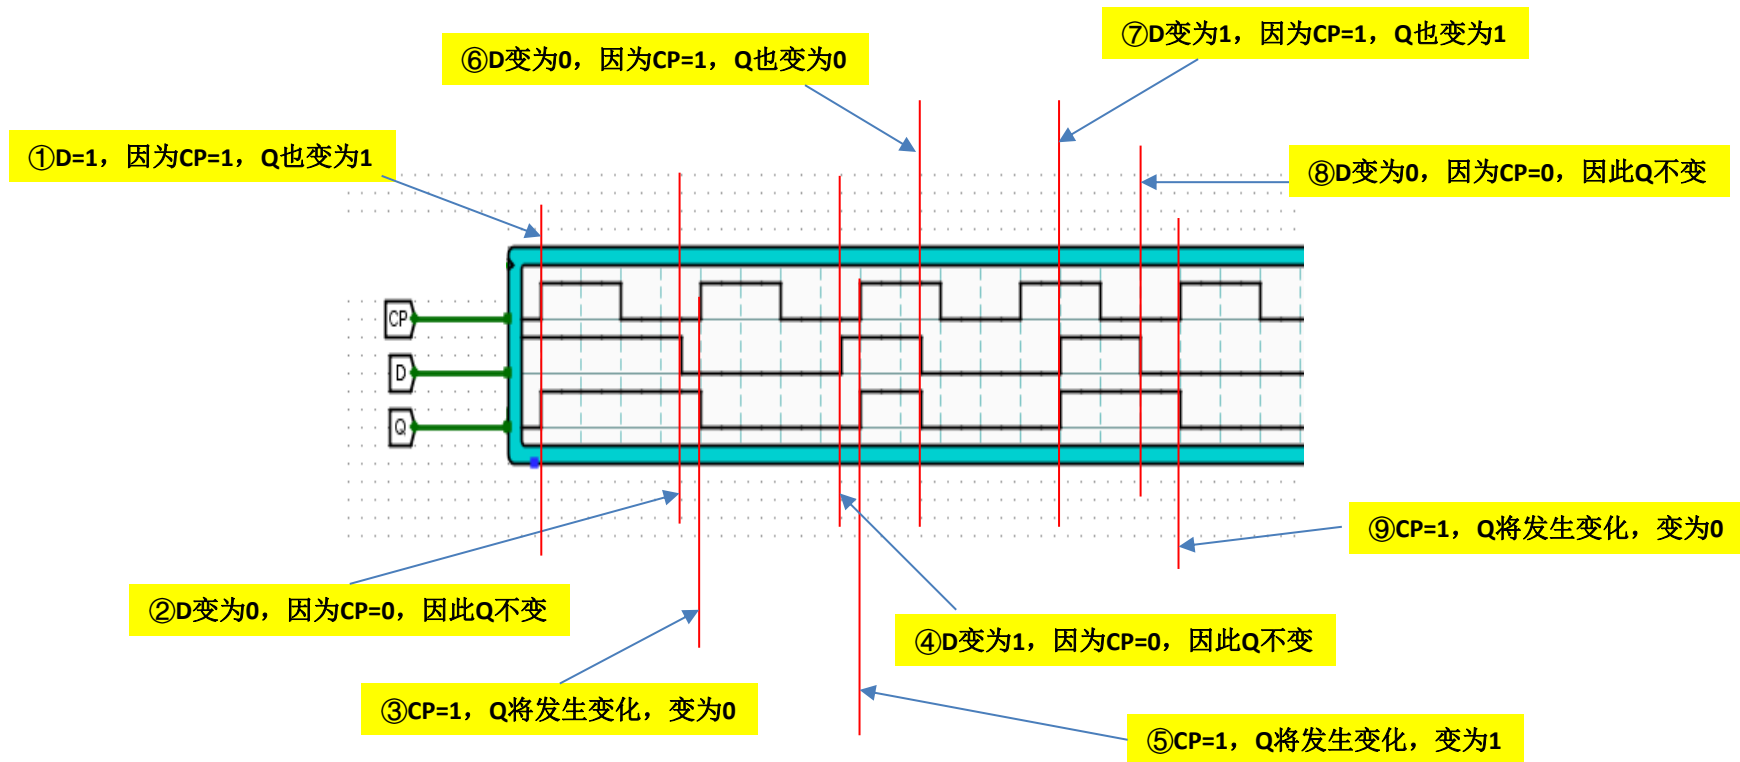 ⑦D变为1，因为CP=1，Q也变为1
⑥D变为0，因为CP=1，Q也变为0
①D=1，因为CP=1，Q也变为1
⑧D变为0，因为CP=0，因此Q不变
CP
D
Q
⑨CP=1，Q将发生变化，变为0
②D变为0，因为CP=0，因此Q不变
④D变为1，因为CP=0，因此Q不变
③CP=1，Q将发生变化，变为0
⑤CP=1，Q将发生变化，变为1